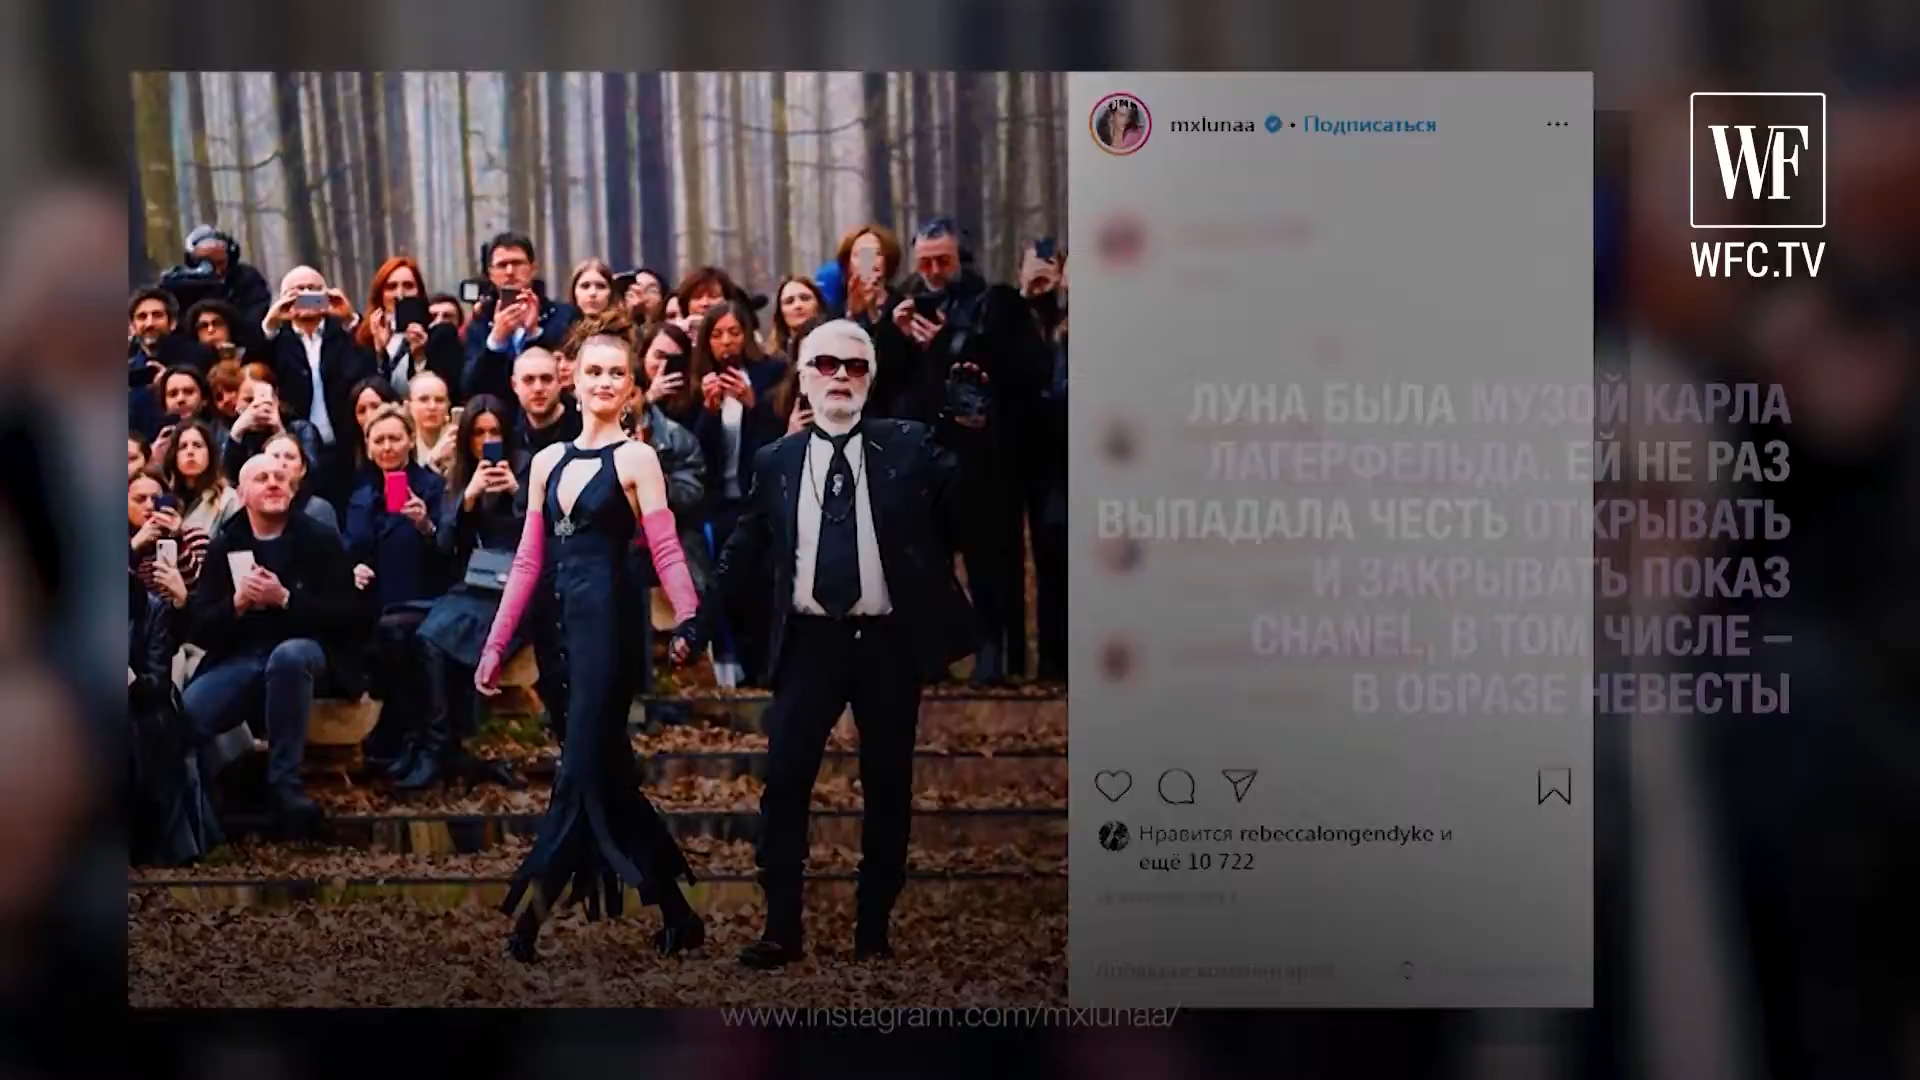 mxlunaa • Подписаться
WF
WFC.TV
ЛУНА БЫЛА МУЗОЙ КАРЛА
ЛАГЕРФЕЛЬДА. ЕЙ НЕ РАЗ
ВЫПАДАЛА ЧЕСТЬ ОТКРЫВАТЬ
И ЗАКРЫВАТЬ ПОКАЗ
CHANEL, В ТОМ ЧИСЛЕ –
В ОБРАЗЕ НЕВЕСТЫ
Нравится rebeccalongendyke и
ещё 10 722
www.instagram.com/mxlunaa/